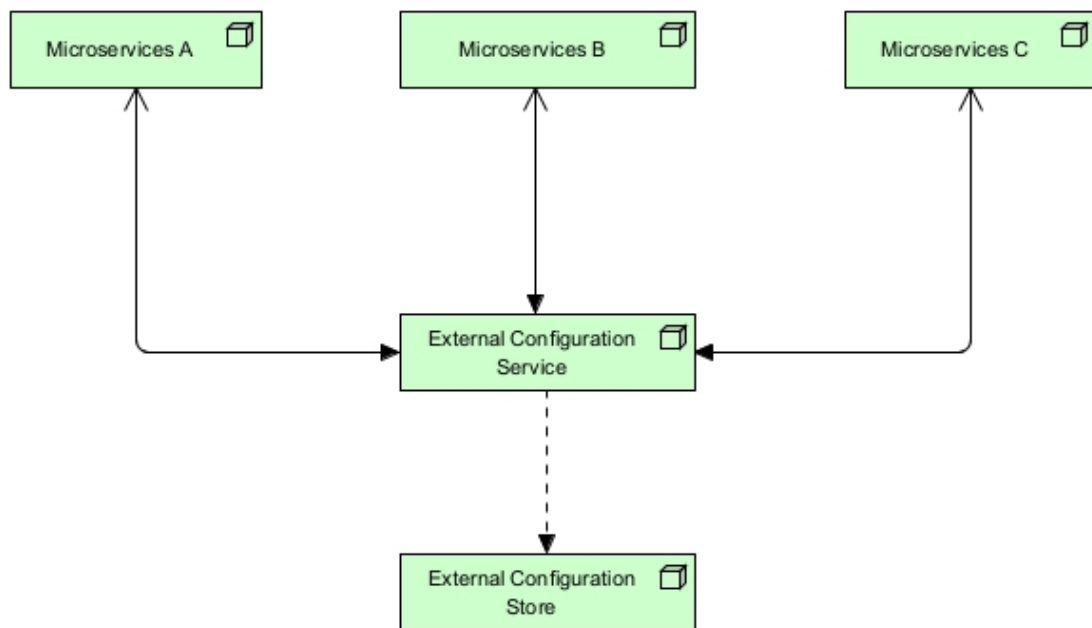 Microservices A
Microservices B
Microservices C
External Configuration
Service
External Configuration
Store